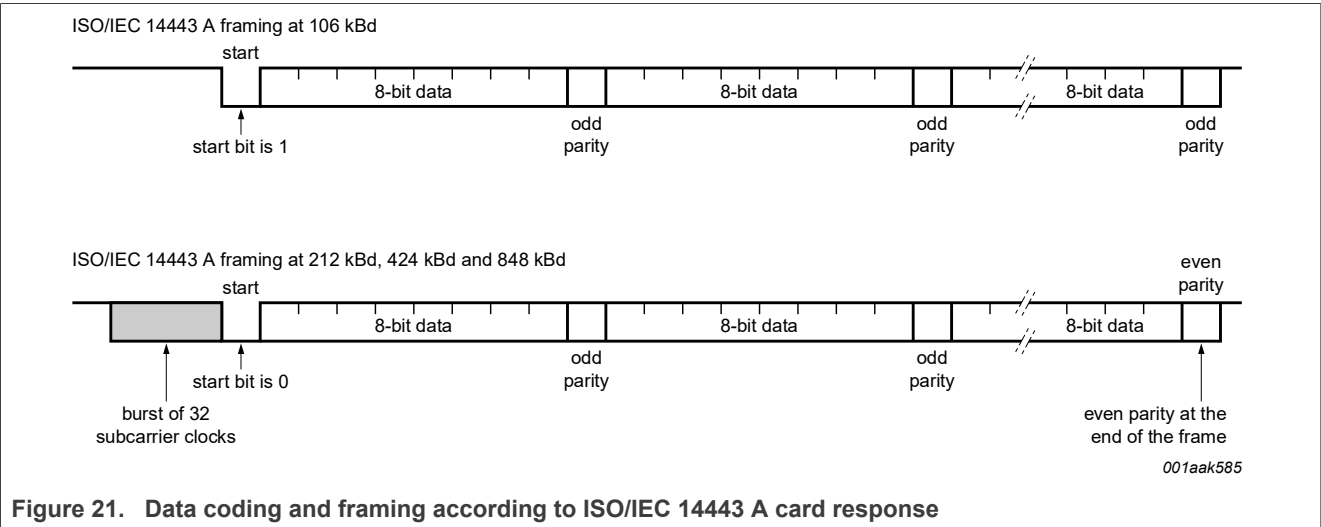 ISO/IEC 14443 A framing at 106 kBd
start
8-bit data
8-bit data
8-bit data
start bit is 1
odd
parity
odd
parity
odd
parity
ISO/IEC 14443 A framing at 212 kBd, 424 kBd and 848 kBd
even
parity
start
8-bit data
8-bit data
8-bit data
start bit is 0
odd
parity
odd
parity
burst of 32
subcarrier clocks
even parity at the
end of the frame
001aak585
Figure 21. Data coding and framing according to ISO/IEC 14443 A card response